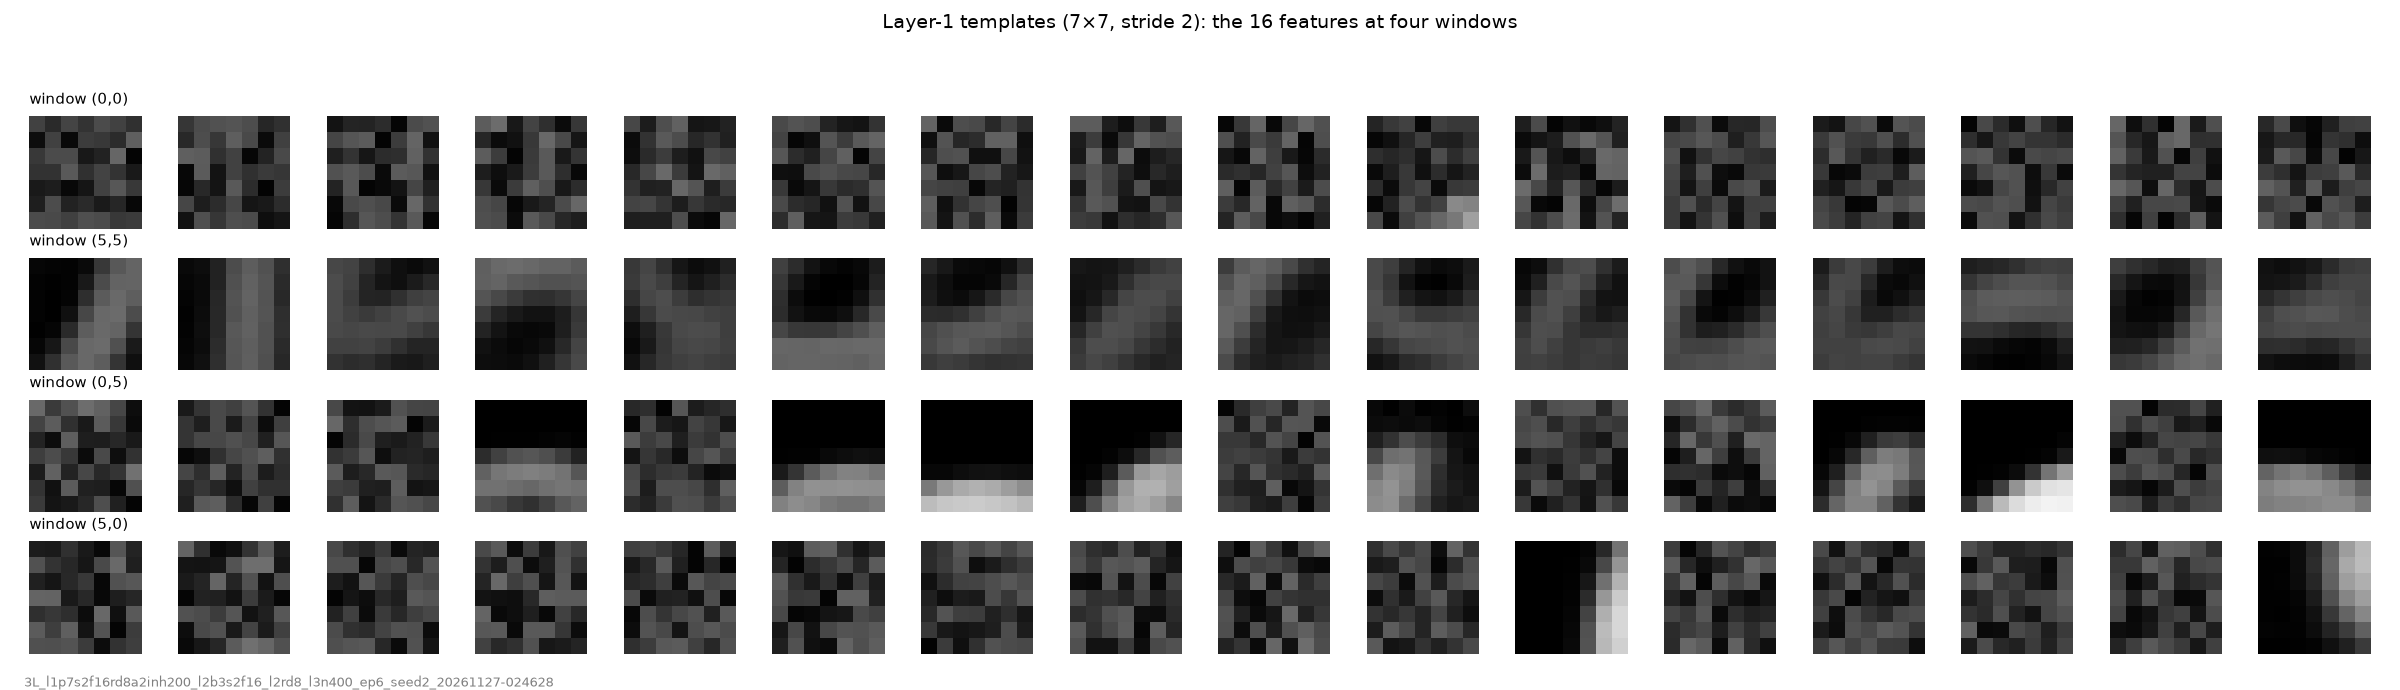 Layer-1 templates (7×7, stride 2): the 16 features at four windows
window (0,0)
window (5,5)
window (0,5)
window (5,0)
3L_l1p7s2f16rd8a2inh200_l2b3s2f16_l2rd8_l3n400_ep6_seed2_20261127-024628